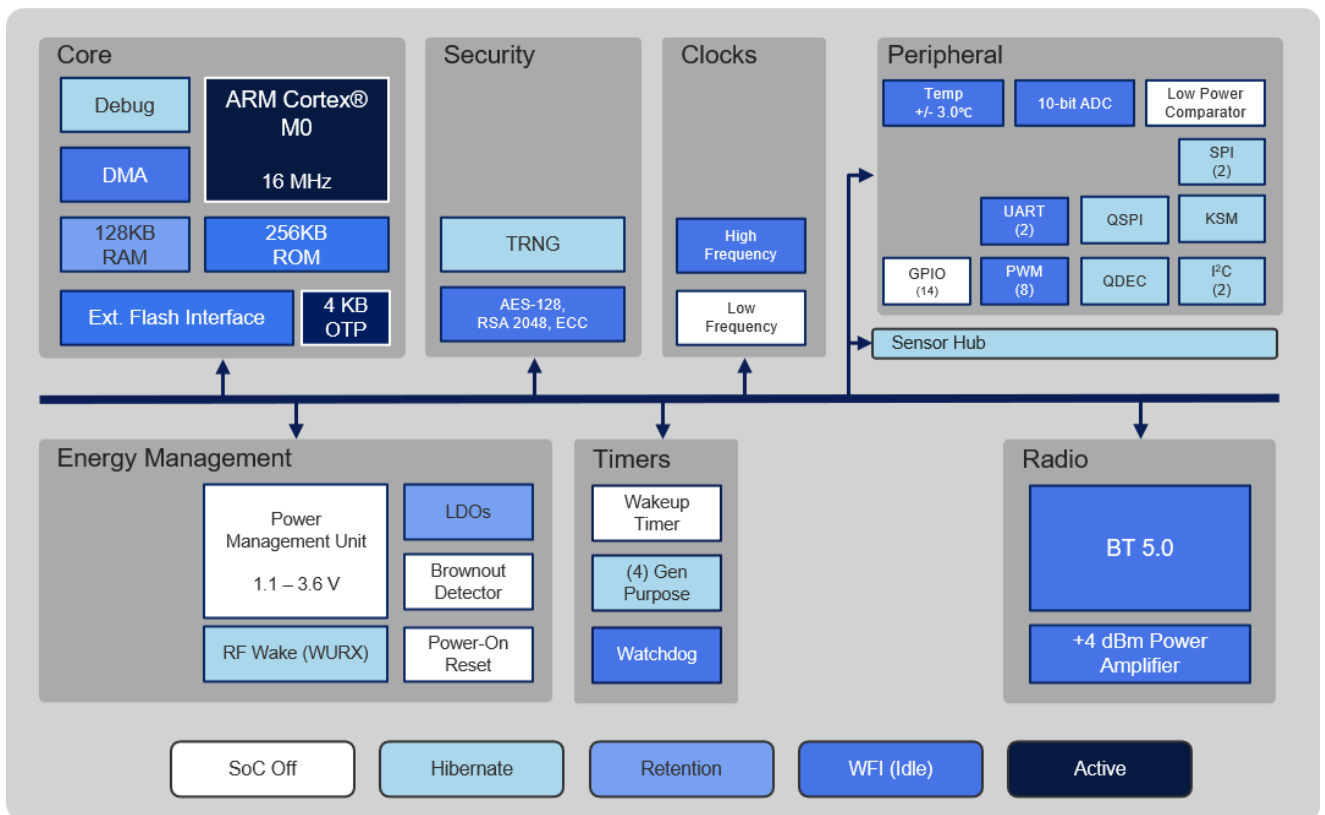 Core
Debug
ARM Cortex®
M0
16 MHz
DMA
128KB
RAM
256KB
ROM
Ext. Flash Interface
4 KB
OTP
Security
TRNG
AES-128,
RSA 2048, ECC
Clocks
High
Frequency
Low
Frequency
Peripheral
Temp
+/- 3.0℃
10-bit ADC
Low Power
Comparator
SPI
(2)
UART
(2)
QSPI
KSM
GPIO
(14)
PWM
(8)
QDEC
I²C
(2)
Sensor Hub
Energy Management
Power
Management Unit
1.1 – 3.6 V
LDOs
Brownout
Detector
RF Wake (WURX)
Power-On
Reset
Timers
Wakeup
Timer
(4) Gen
Purpose
Watchdog
Radio
BT 5.0
+4 dBm Power
Amplifier
SoC Off
Hibernate
Retention
WFI (Idle)
Active